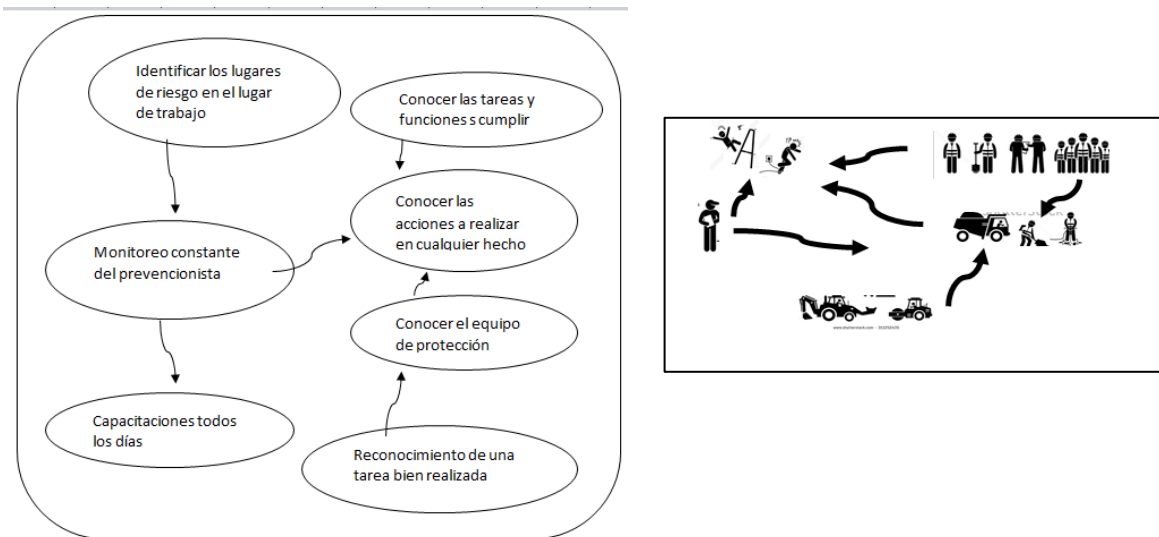 Identificar los lugares
de riesgo en el lugar
de trabajo
Conocer las tareas y
funciones s cumplir
Conocer las
acciones a realizar
en cualquier hecho
Monitoreo constante
del prevencionista
Conocer el equipo
de protección
Capacitaciones todos
los días
Reconocimiento de una
tarea bien realizada